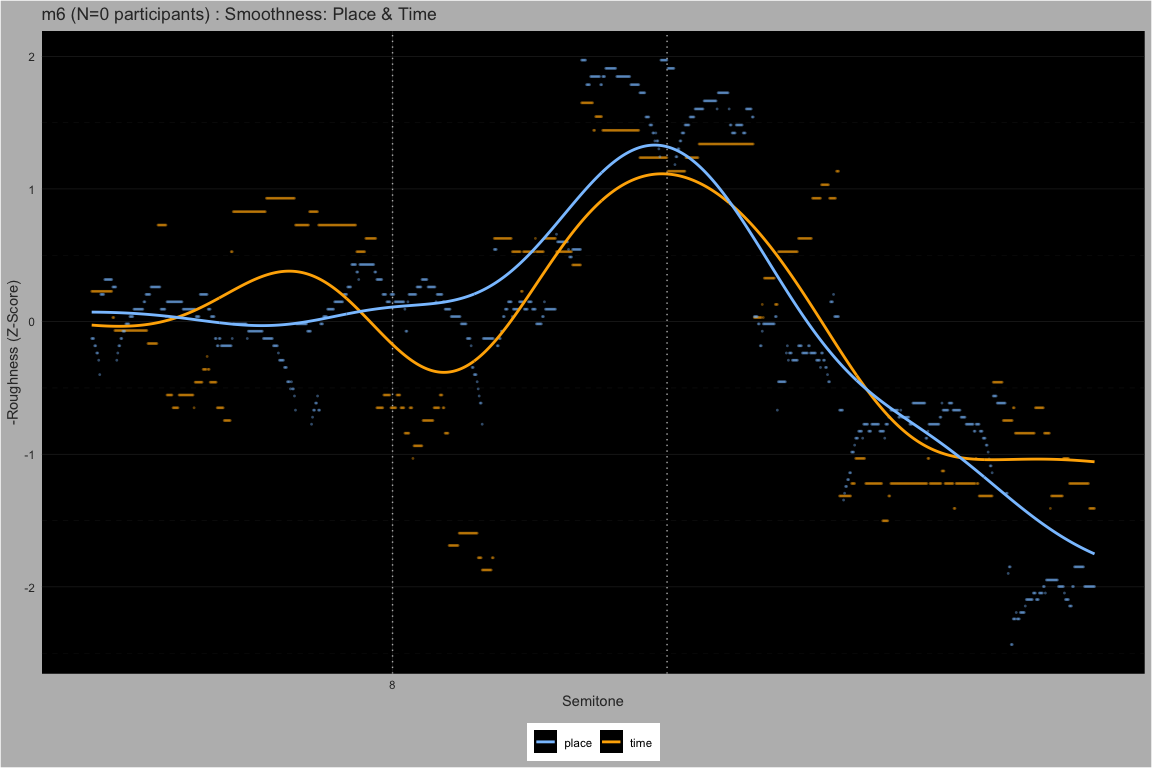 m6 (N=0 participants) : Smoothness: Place & Time
-Roughness (Z-Score)
2
1
0
-1
-2
8
Semitone
place time